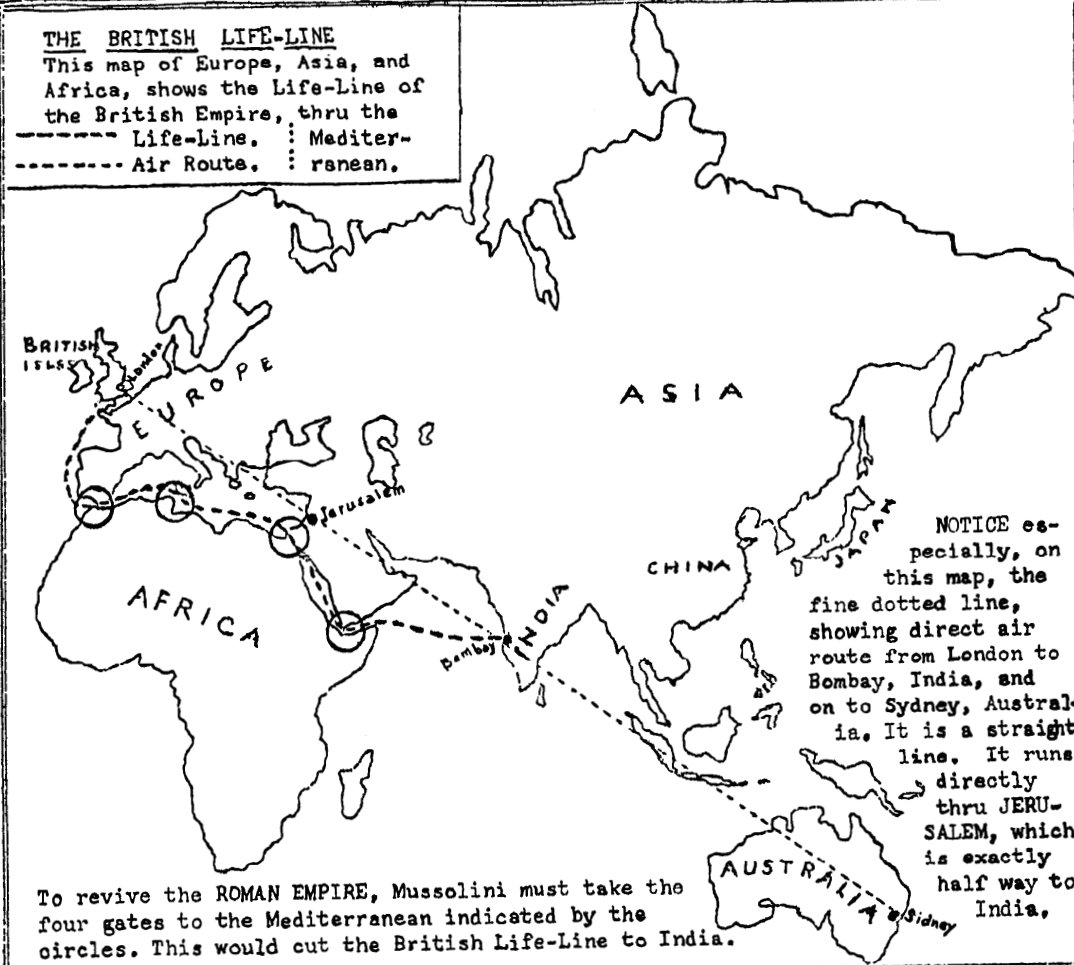 THE BRITISH LIFE-LINE
This map of Europe, Asia, and
Africa, shows the Life-Line of
the British Empire, thru the
Life-Line. Mediter-
Air Route. ranean.
BRITISH
ISLES
London
EUROPE
ASIA
Jerusalem
AFRICA
CHINA
JAPAN
INDIA
Bombay
NOTICE es-
pecially, on
this map, the
fine dotted line,
showing direct air
route from London to
Bombay, India, and
on to Sydney, Austral-
ia. It is a straight
line. It runs
directly
thru JERU-
SALEM, which
is exactly
half way to
India.
AUSTRALIA
Sidney
To revive the ROMAN EMPIRE, Mussolini must take the
four gates to the Mediterranean indicated by the
circles. This would cut the British Life-Line to India.